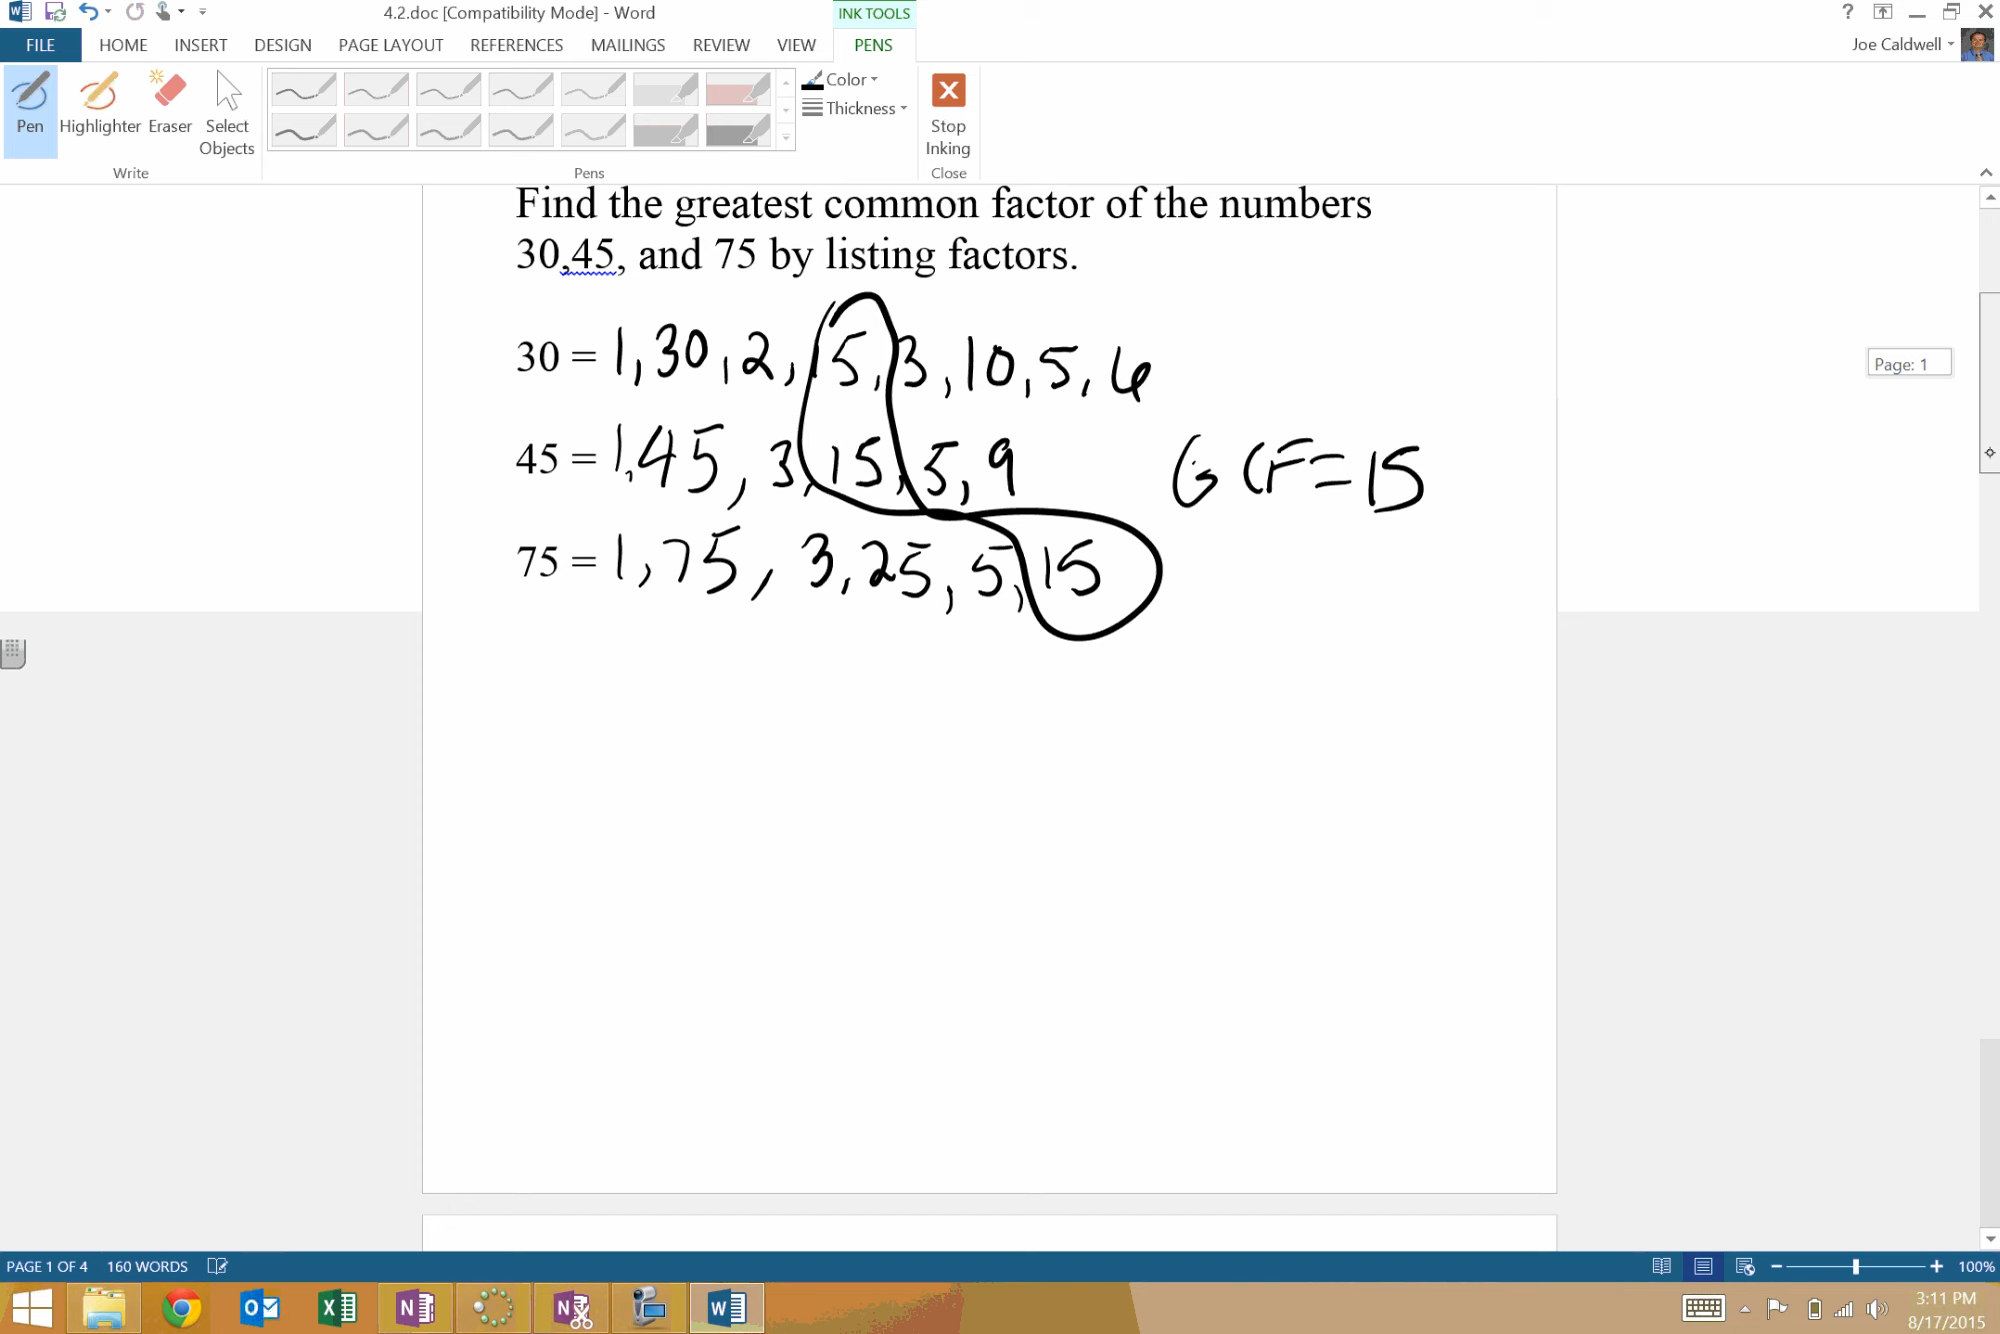 4.2.doc [Compatibility Mode] - Word
INK TOOLS
FILE HOME INSERT DESIGN PAGE LAYOUT REFERENCES MAILINGS REVIEW VIEW PENS
Joe Caldwell
Pen Highlighter Eraser Select Objects
Color
Thickness
Stop Inking
Write Pens Close
Find the greatest common factor of the numbers
30,45, and 75 by listing factors.
30 = 1, 30, 2, 15, 3, 10, 5, 6
Page: 1
45 = 1, 45, 3, 15, 5, 9
GCF = 15
75 = 1, 75, 3, 25, 5, 15
PAGE 1 OF 4 160 WORDS
100%
3:11 PM
8/17/2015